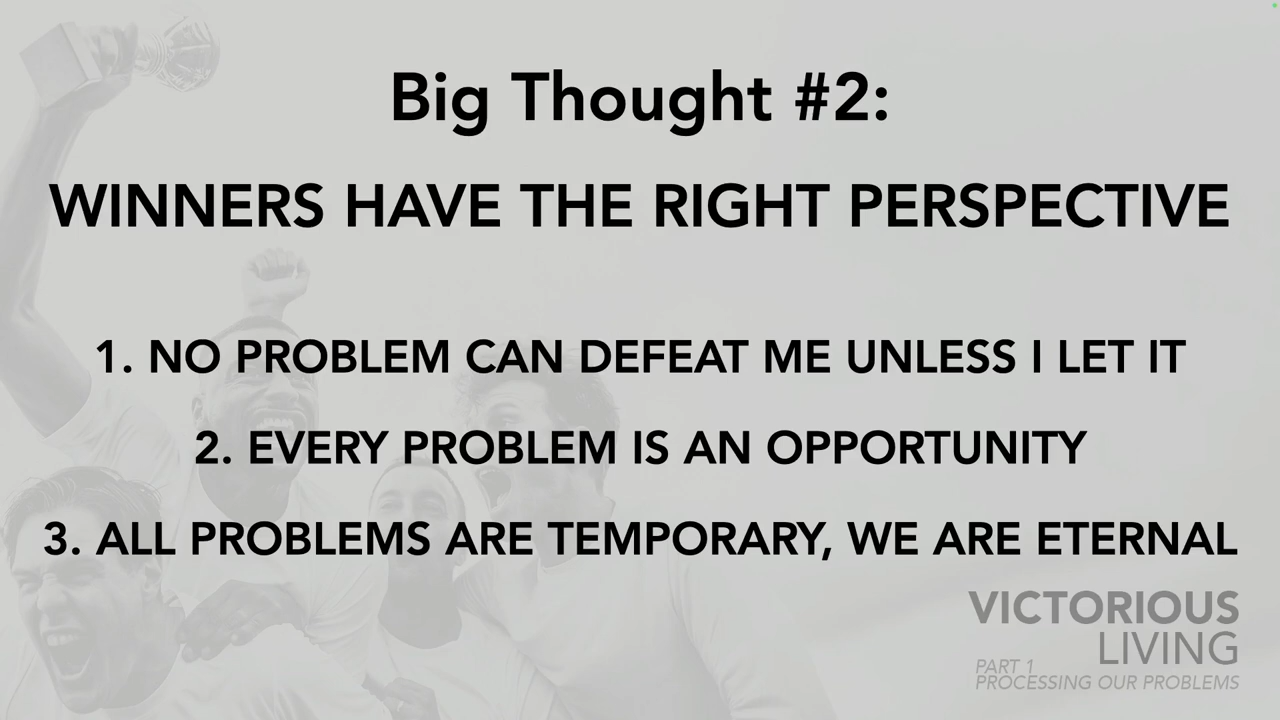 Big Thought #2:
WINNERS HAVE THE RIGHT PERSPECTIVE
1. NO PROBLEM CAN DEFEAT ME UNLESS I LET IT
2. EVERY PROBLEM IS AN OPPORTUNITY
3. ALL PROBLEMS ARE TEMPORARY, WE ARE ETERNAL
VICTORIOUS
LIVING
PART 1
PROCESSING OUR PROBLEMS